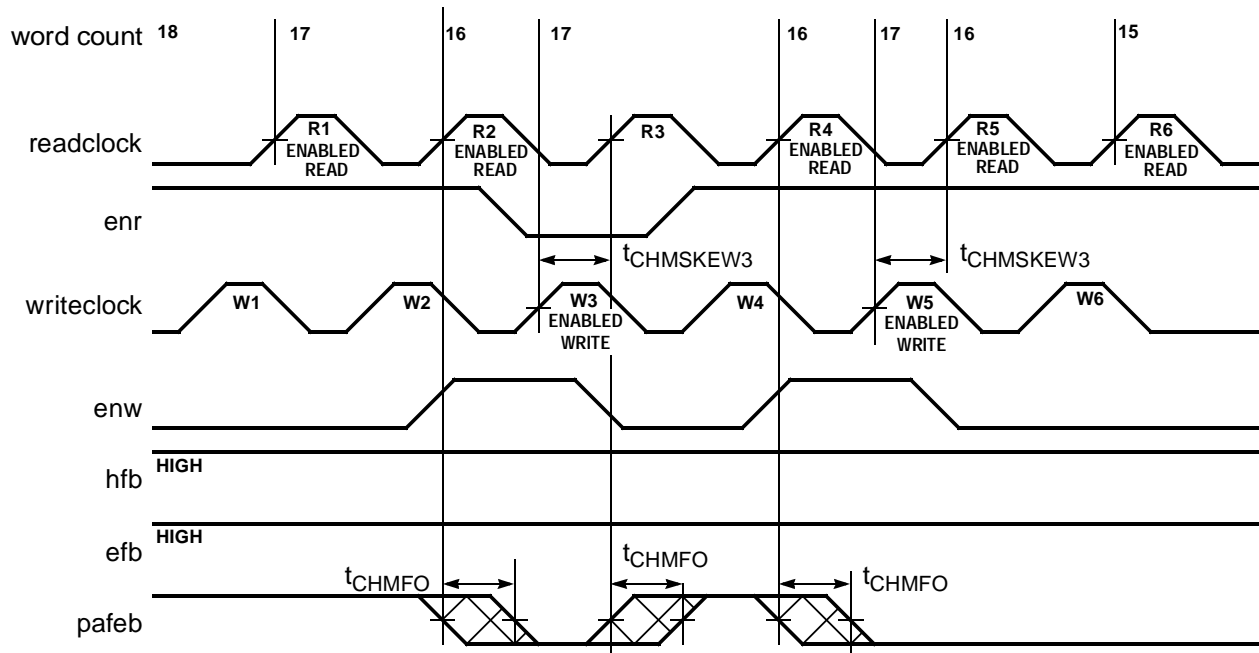 word count 18 17 16 17 16 17 16 15
readclock R1 R2 R3 R4 R5 R6
ENABLED READ ENABLED READ ENABLED READ ENABLED READ ENABLED READ
enr
tCHMSKEW3 tCHMSKEW3
writeclock W1 W2 W3 W4 W5 W6
ENABLED WRITE ENABLED WRITE
enw
HIGH
hfb
HIGH
efb
tCHMFO tCHMFO tCHMFO
pafeb